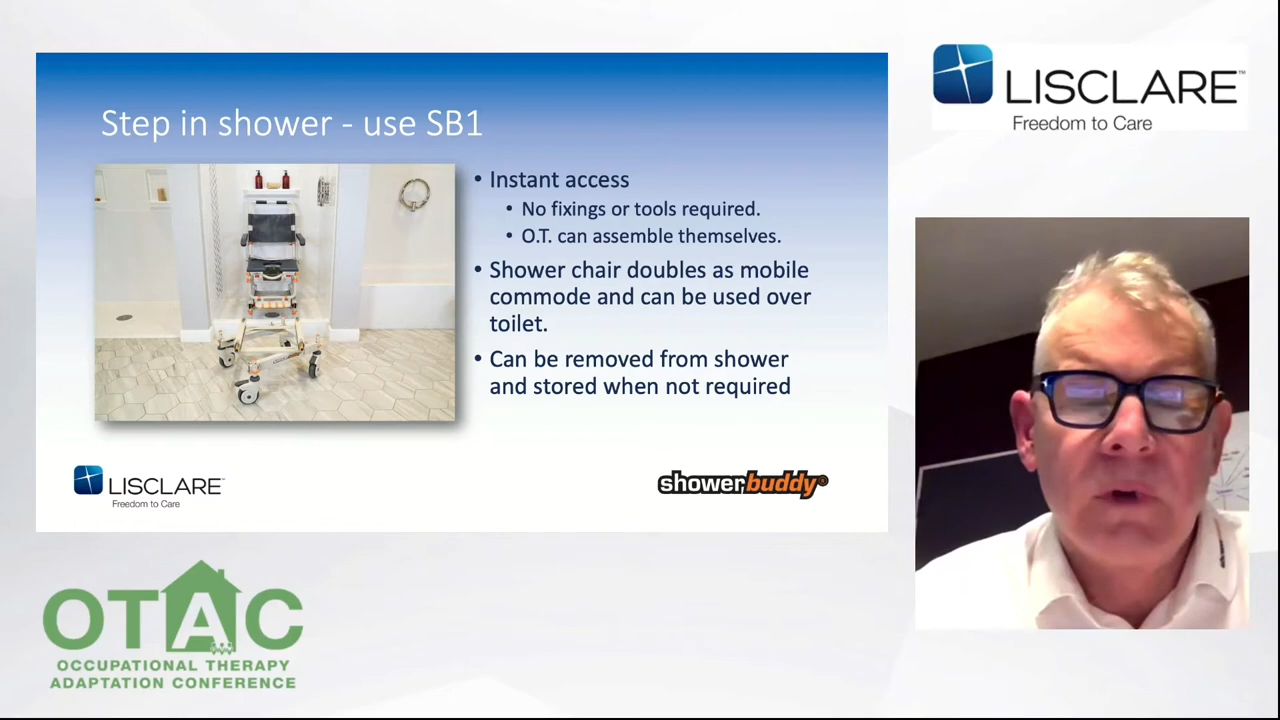 Step in shower - use SB1
• Instant access
• No fixings or tools required.
• O.T. can assemble themselves.
• Shower chair doubles as mobile
commode and can be used over
toilet.
• Can be removed from shower
and stored when not required
LISCLARE
Freedom to Care
showerbuddy®
LISCLARE™
Freedom to Care
OTAC
OCCUPATIONAL THERAPY
ADAPTATION CONFERENCE